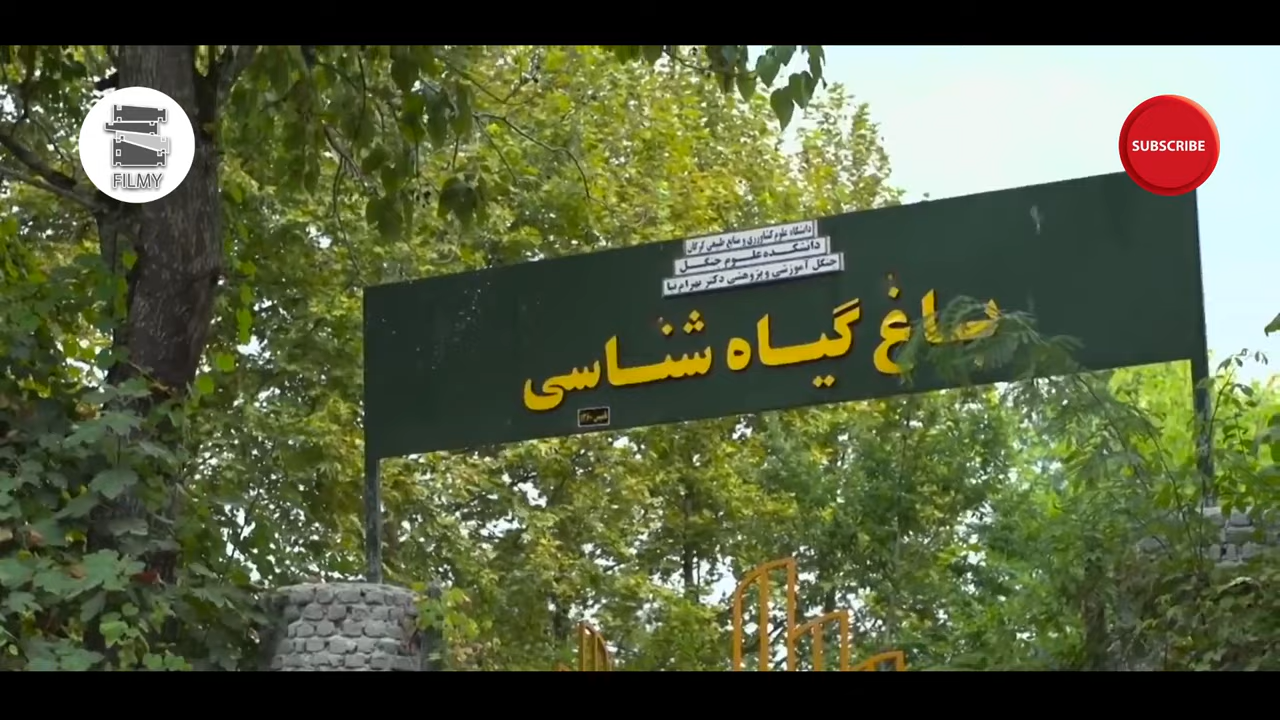 FILMY
SUBSCRIBE
دانشگاه علوم کشاورزی و منابع طبیعی گرگان
دانشکده علوم جنگل
جنگل آموزشی و پژوهشی دکتر بهرام نیا
باغ گیاه شناسی